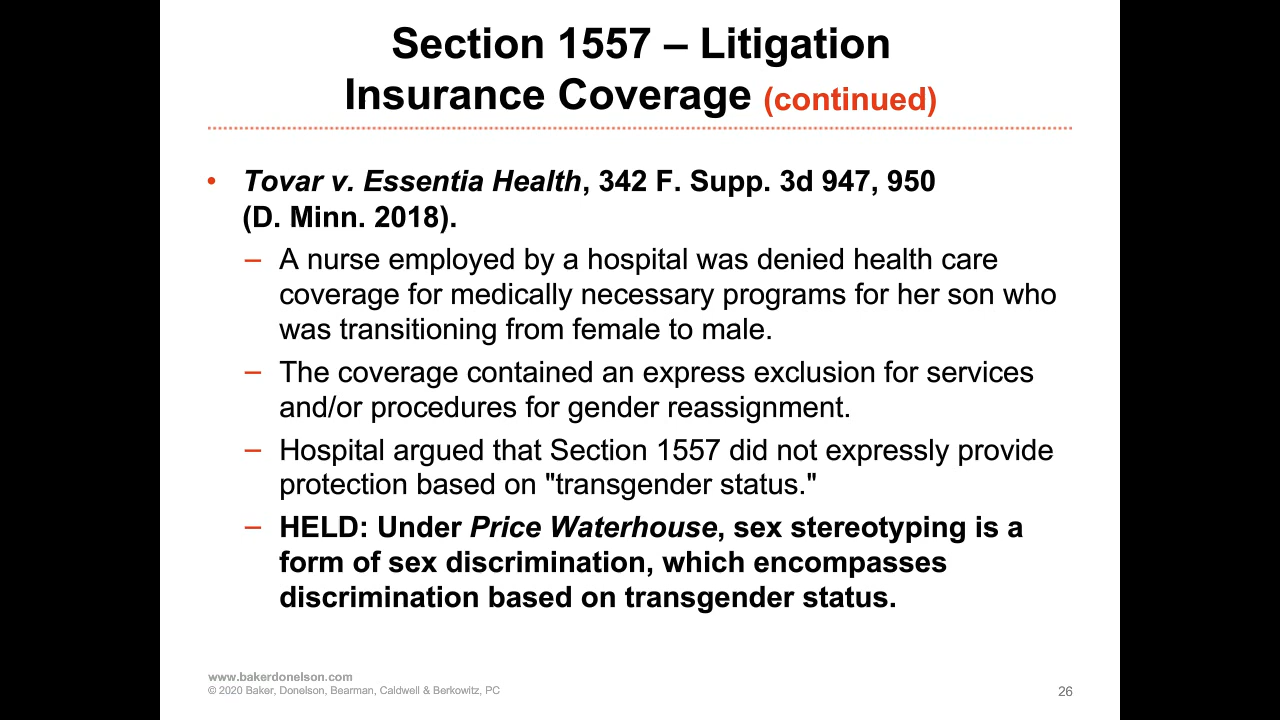 Section 1557 – Litigation
Insurance Coverage (continued)
• Tovar v. Essentia Health, 342 F. Supp. 3d 947, 950
(D. Minn. 2018).
– A nurse employed by a hospital was denied health care
coverage for medically necessary programs for her son who
was transitioning from female to male.
– The coverage contained an express exclusion for services
and/or procedures for gender reassignment.
– Hospital argued that Section 1557 did not expressly provide
protection based on "transgender status."
– HELD: Under Price Waterhouse, sex stereotyping is a
form of sex discrimination, which encompasses
discrimination based on transgender status.
www.bakerdonelson.com
© 2020 Baker, Donelson, Bearman, Caldwell & Berkowitz, PC
26